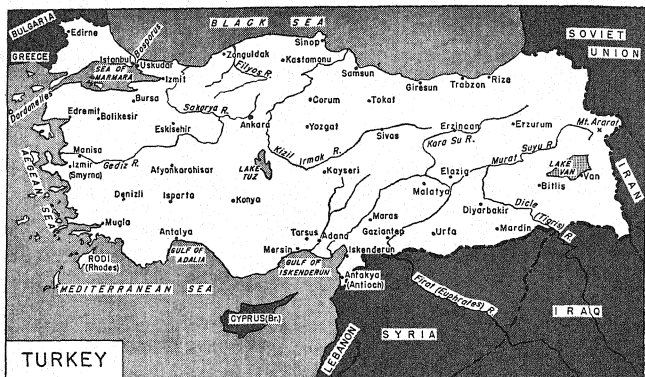 BLACK SEA
BULGARIA
Edirne
SOVIET
UNION
GREECE
Istanbul
Bosporus
SEA OF
MARMARA
Uskudar
Izmit
Zonguldak
Filyos R.
Sinop
Kastamonu
Samsun
Giresun
Trabzon
Rize
Dardanelles
Bursa
Sakarya R.
Corum
Tokat
Mt. Ararat
Edremit
Balikesir
Eskisehir
Ankara
Yozgat
Sivas
Erzincan
Erzurum
Kizil Irmak R.
Kara Su R.
Murat Suyu R.
AEGEAN SEA
Manisa
Gediz R.
Izmir
(Smyrna)
Afyonkarahisar
LAKE
TUZ
Kayseri
Elazig
Malatya
LAKE
VAN
Van
Bitlis
IRAN
Denizli
Isparta
Konya
Maras
Diyarbakir
Dicle
(Tigris) R.
Mugla
Antalya
Tarsus
Adana
Gaziantep
Urfa
Mardin
Mersin
RODI
(Rhodes)
GULF OF
ADALIA
GULF OF
ISKENDERUN
Iskenderun
Antakya
(Antioch)
Firat (Euphrates) R.
MEDITERRANEAN SEA
CYPRUS (Br.)
LEBANON
SYRIA
IRAQ
TURKEY